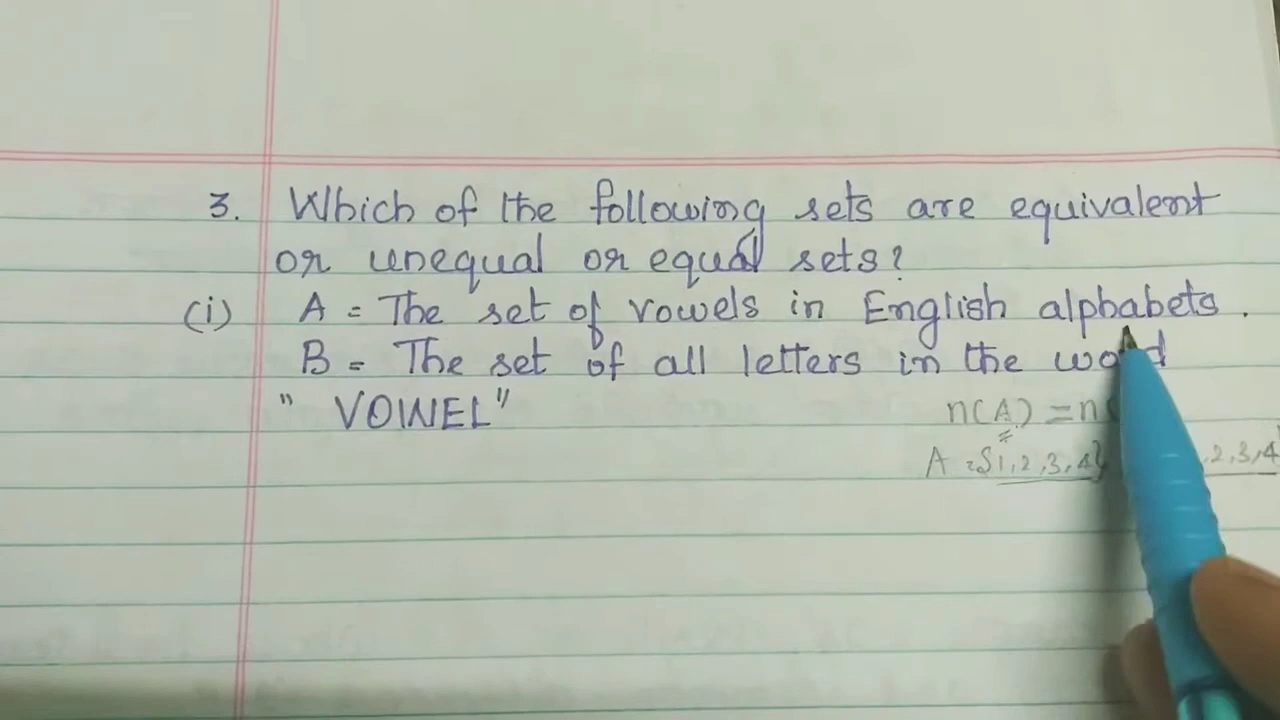 3. Which of the following sets are equivalent
or unequal or equal sets?
(i) A = The set of vowels in English alphabets.
B = The set of all letters in the word
" VOWEL"
n(A) = n(
A = {1,2,3,4} ,2,3,4}